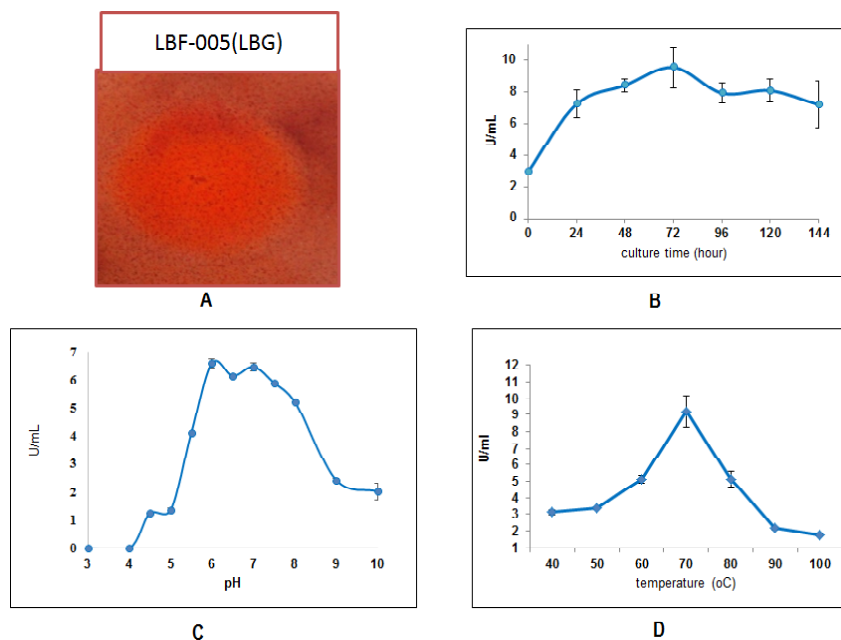 LBF-005(LBG)
A
U/mL
10
8
6
4
2
0
0 24 48 72 96 120 144
culture time (hour)
B
U/mL
7
6
5
4
3
2
1
0
3 4 5 6 7 8 9 10
pH
C
U/ml
12
11
10
9
8
7
6
5
4
3
2
1
40 50 60 70 80 90 100
temperature (oC)
D